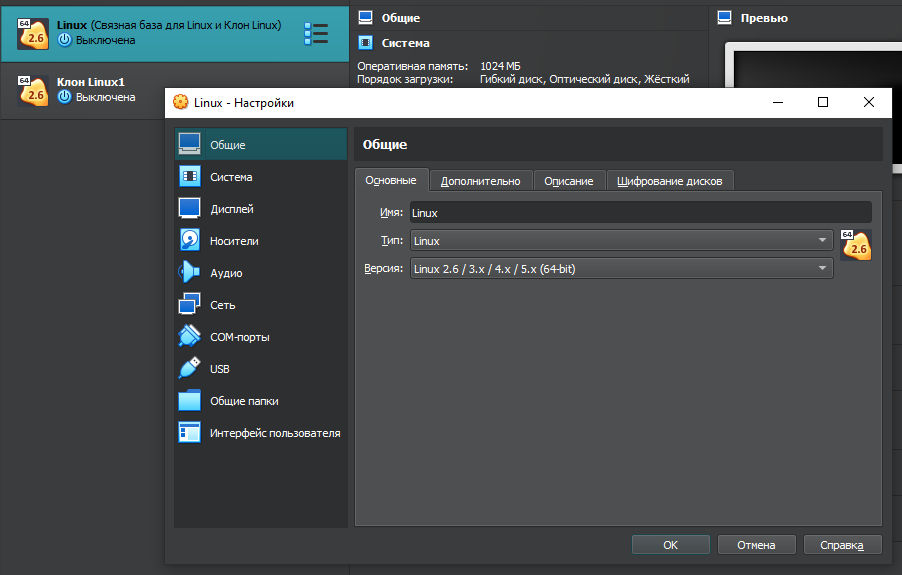 64
2.6
Linux (Связная база для Linux и Клон Linux)
Выключена
64
2.6
Клон Linux1
Выключена
Общие
Система
Оперативная память: 1024 МБ
Порядок загрузки: Гибкий диск, Оптический диск, Жёсткий
Превью
Linux - Настройки
Общие
Система
Дисплей
Носители
Аудио
Сеть
COM-порты
USB
Общие папки
Интерфейс пользователя
Общие
Основные Дополнительно Описание Шифрование дисков
Имя: Linux
Тип: Linux
64
2.6
Версия: Linux 2.6 / 3.x / 4.x / 5.x (64-bit)
OK Отмена Справка